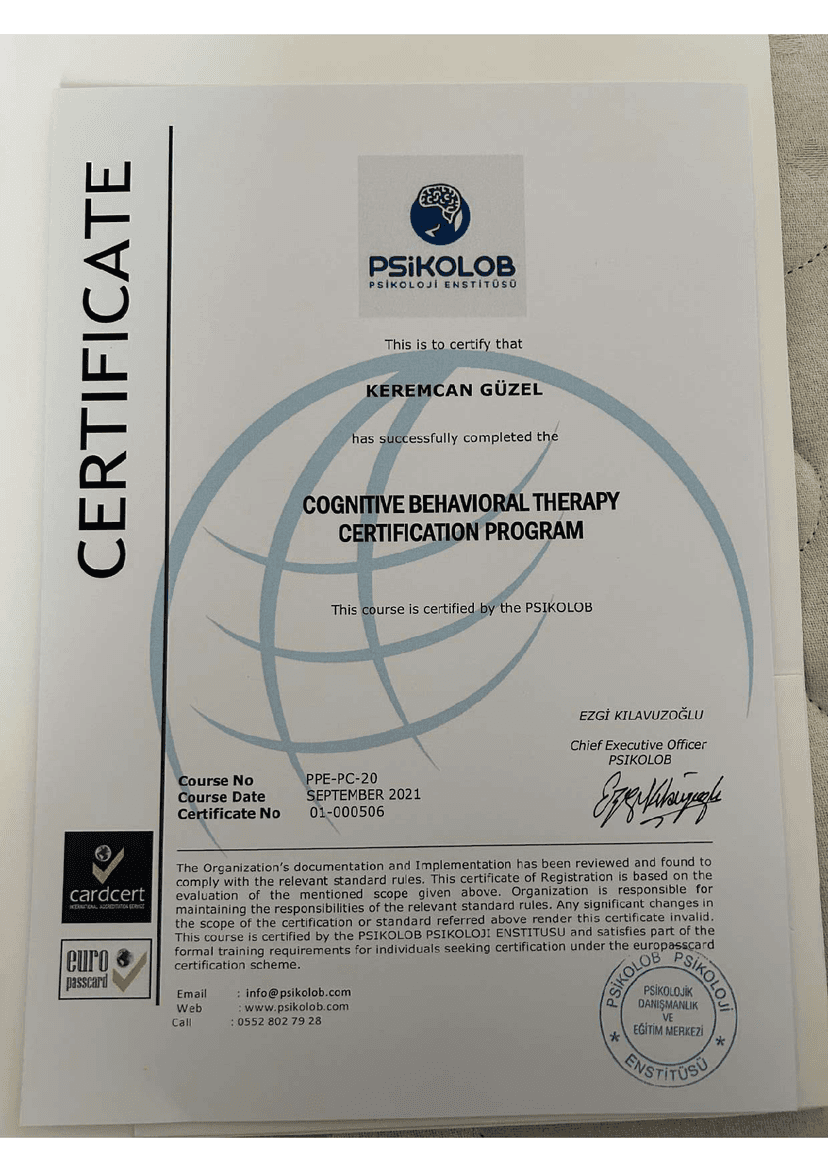 CERTIFICATE
PSiKOLOB
PSİKOLOJİ ENSTİTÜSÜ
This is to certify that
KEREMCAN GÜZEL
has successfully completed the
COGNITIVE BEHAVIORAL THERAPY
CERTIFICATION PROGRAM
This course is certified by the PSIKOLOB
EZGİ KILAVUZOĞLU
Chief Executive Officer
PSIKOLOB
Course No PPE-PC-20
Course Date SEPTEMBER 2021
Certificate No 01-000506
cardcert
INTERNATIONAL ACCREDITATION SERVICE
euro
passcard
The Organization's documentation and Implementation has been reviewed and found to
comply with the relevant standard rules. This certificate of Registration is based on the
evaluation of the mentioned scope given above. Organization is responsible for
maintaining the responsibilities of the relevant standard rules. Any significant changes in
the scope of the certification or standard referred above render this certificate invalid.
This course is certified by the PSIKOLOB PSIKOLOJI ENSTITUSU and satisfies part of the
formal training requirements for individuals seeking certification under the europasscard
certification scheme.
Email : info@psikolob.com
Web : www.psikolob.com
Call : 0552 802 79 28
PSİKOLOB PSİKOLOJİ
PSİKOLOJİK
DANIŞMANLIK
VE
EĞİTİM MERKEZİ
* ENSTİTÜSÜ *